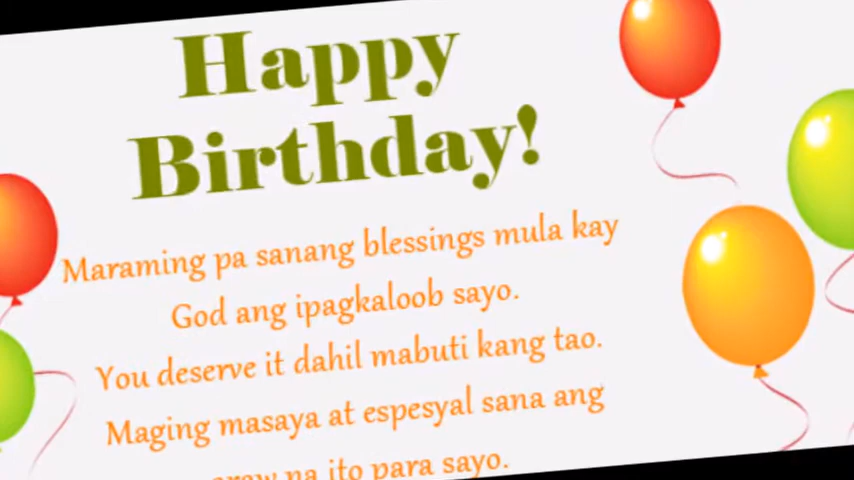 Happy
Birthday!
Maraming pa sanang blessings mula kay
God ang ipagkaloob sayo.
You deserve it dahil mabuti kang tao.
Maging masaya at espesyal sana ang
araw na ito para sayo.